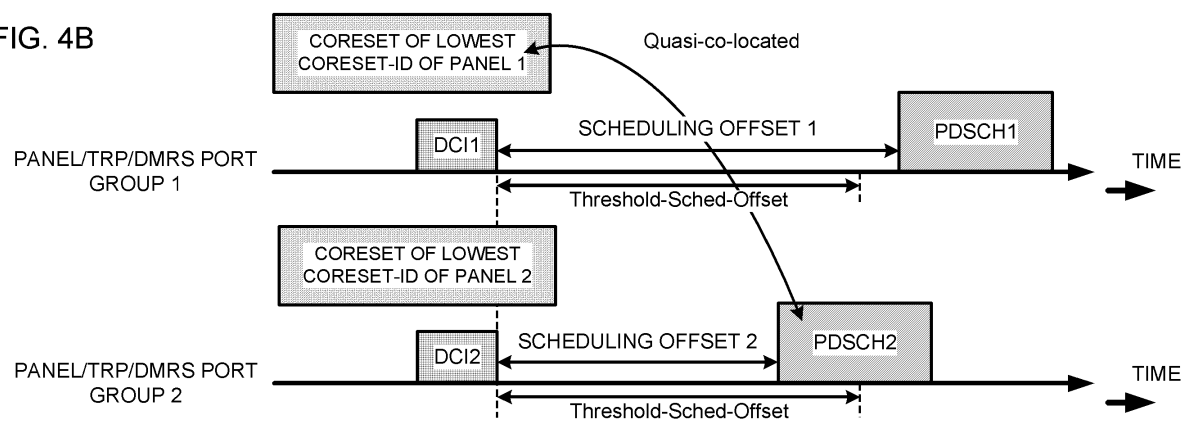 FIG. 4B
CORESET OF LOWEST
CORESET-ID OF PANEL 1
Quasi-co-located
DCI1
SCHEDULING OFFSET 1
PDSCH1
PANEL/TRP/DMRS PORT
GROUP 1
TIME
Threshold-Sched-Offset
CORESET OF LOWEST
CORESET-ID OF PANEL 2
DCI2
SCHEDULING OFFSET 2
PDSCH2
PANEL/TRP/DMRS PORT
GROUP 2
TIME
Threshold-Sched-Offset